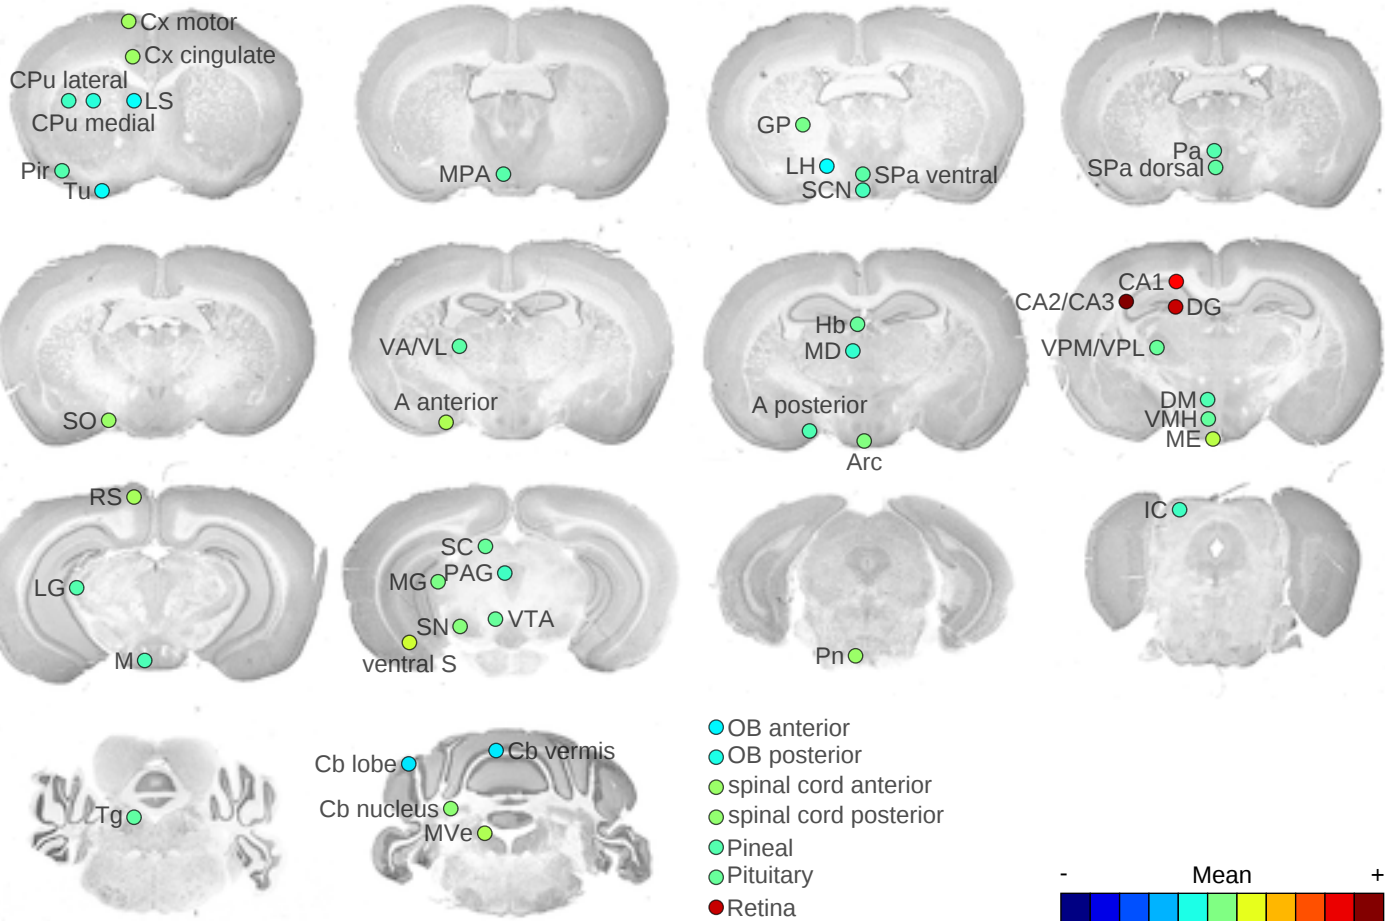 Cx motor
Cx cingulate
CPu lateral
LS
CPu medial
Pir
Tu
MPA
GP
LH
SPa ventral
SCN
Pa
SPa dorsal
SO
VA/VL
A anterior
Hb
MD
A posterior
Arc
CA1
CA2/CA3
DG
VPM/VPL
DM
VMH
ME
RS
LG
M
SC
MG
PAG
SN
VTA
ventral S
Pn
IC
Tg
Cb lobe
Cb vermis
Cb nucleus
MVe
OB anterior
OB posterior
spinal cord anterior
spinal cord posterior
Pineal
Pituitary
Retina
- Mean +